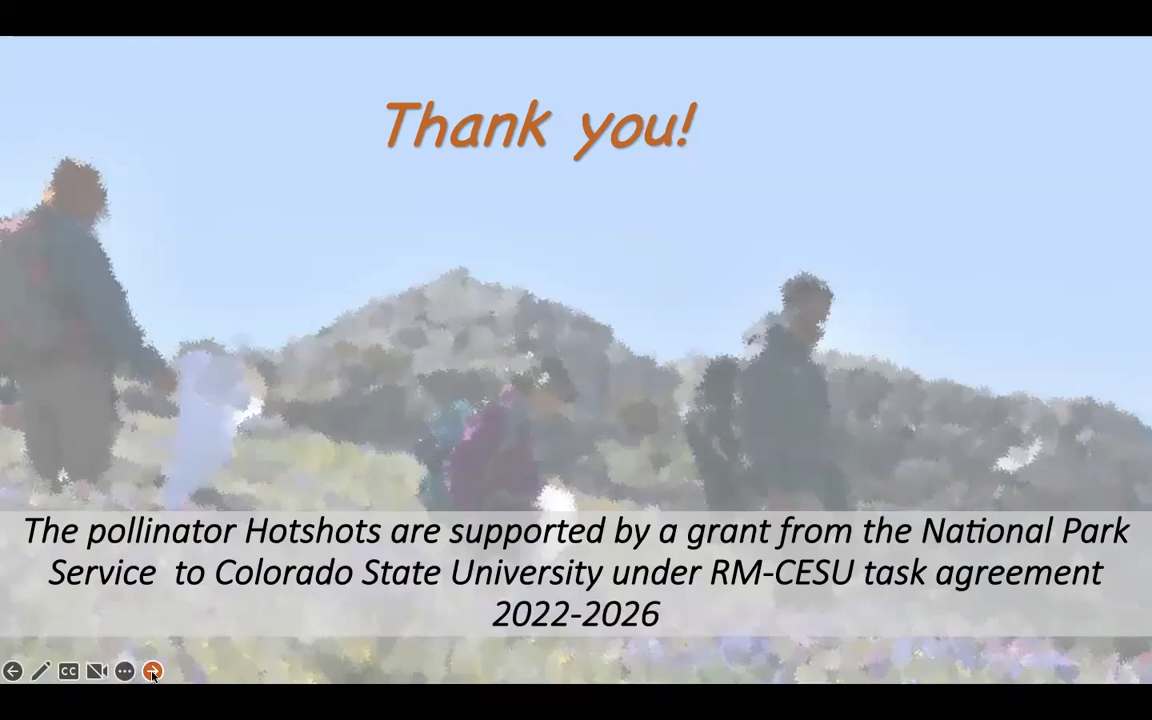 Thank you!
The pollinator Hotshots are supported by a grant from the National Park
Service  to Colorado State University under RM-CESU task agreement
2022-2026
CC